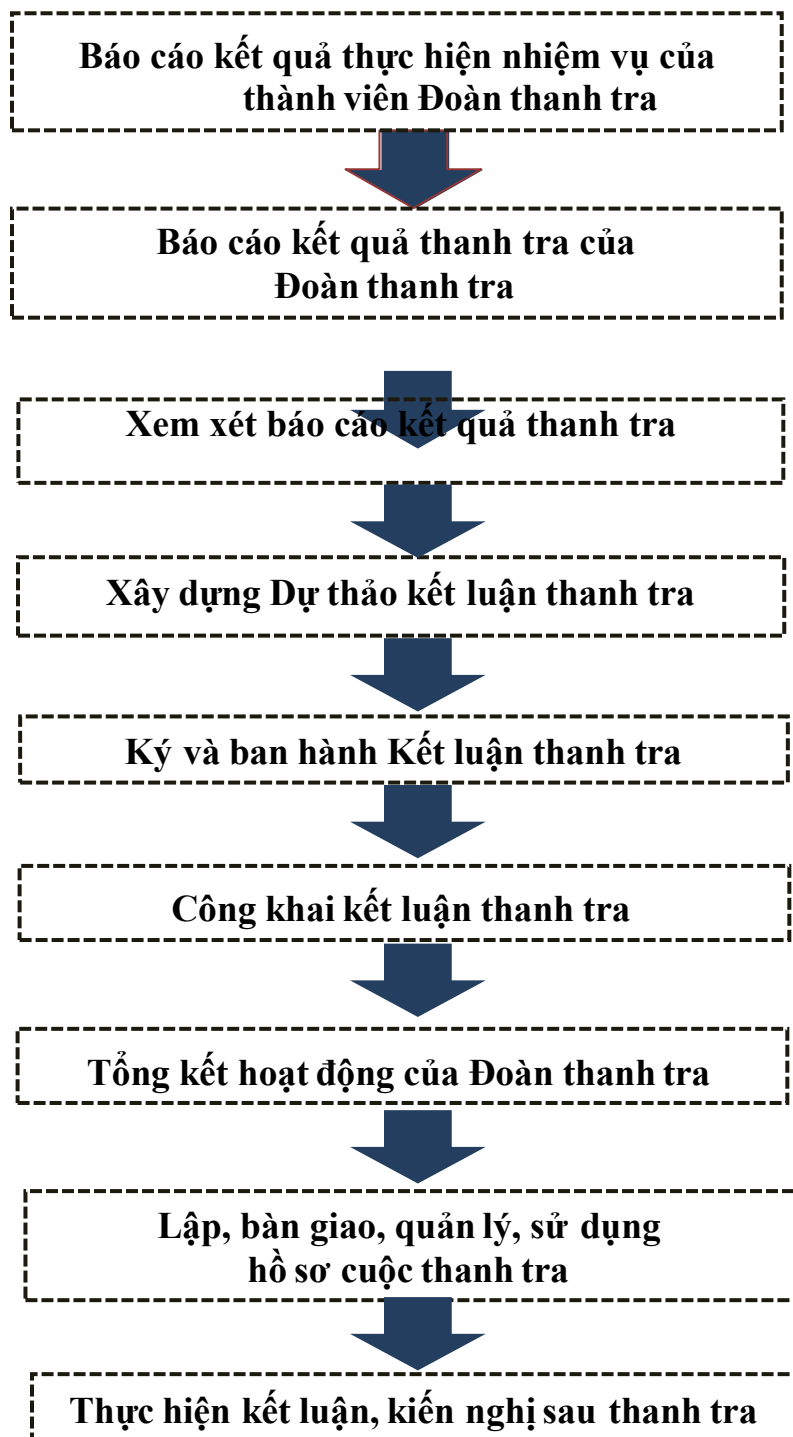 Báo cáo kết quả thực hiện nhiệm vụ của
thành viên Đoàn thanh tra
Báo cáo kết quả thanh tra của
Đoàn thanh tra
Xem xét báo cáo kết quả thanh tra
Xây dựng Dự thảo kết luận thanh tra
Ký và ban hành Kết luận thanh tra
Công khai kết luận thanh tra
Tổng kết hoạt động của Đoàn thanh tra
Lập, bàn giao, quản lý, sử dụng
hồ sơ cuộc thanh tra
Thực hiện kết luận, kiến nghị sau thanh tra